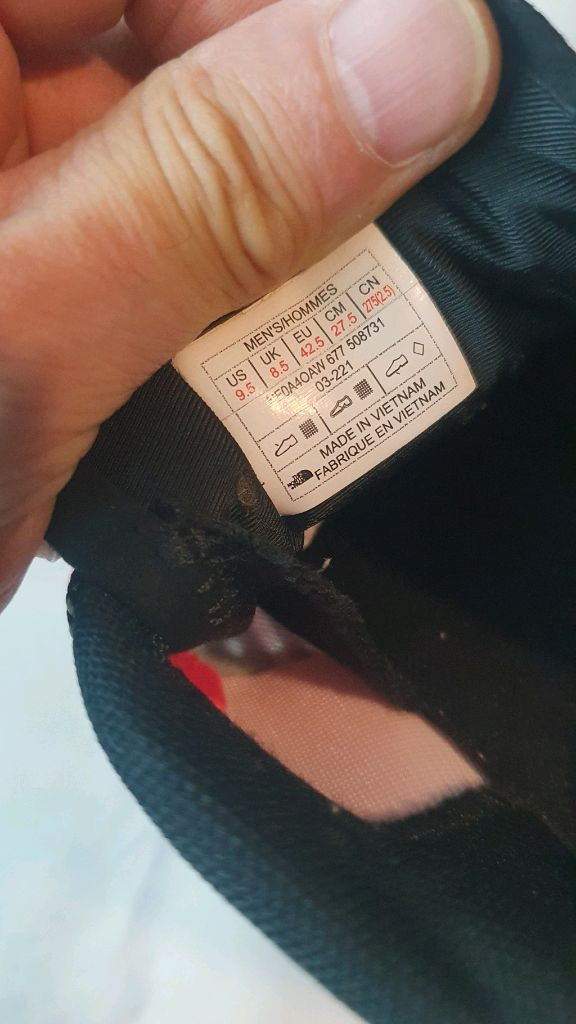 MEN'S/HOMMES
US UK EU CM CN
9.5 8.5 42.5 27.5 275(2.5)
F0A4OAW 677 508731
03-221
MADE IN VIETNAM
FABRIQUE EN VIETNAM